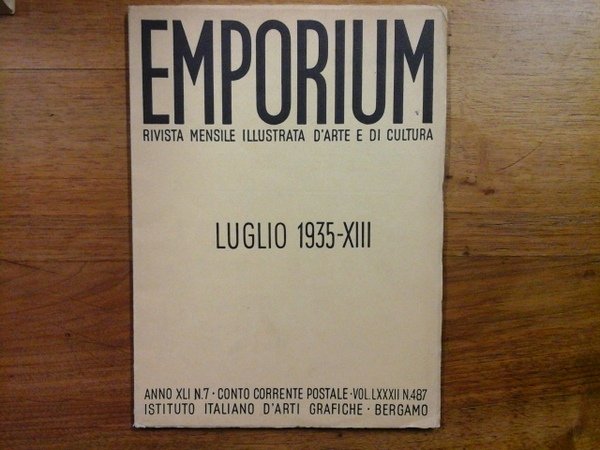 EMPORIUM
RIVISTA MENSILE ILLUSTRATA D'ARTE E DI CULTURA
LUGLIO 1935-XIII
ANNO XLI N.7 · CONTO CORRENTE POSTALE · VOL.LXXXII N.487
ISTITUTO ITALIANO D'ARTI GRAFICHE · BERGAMO